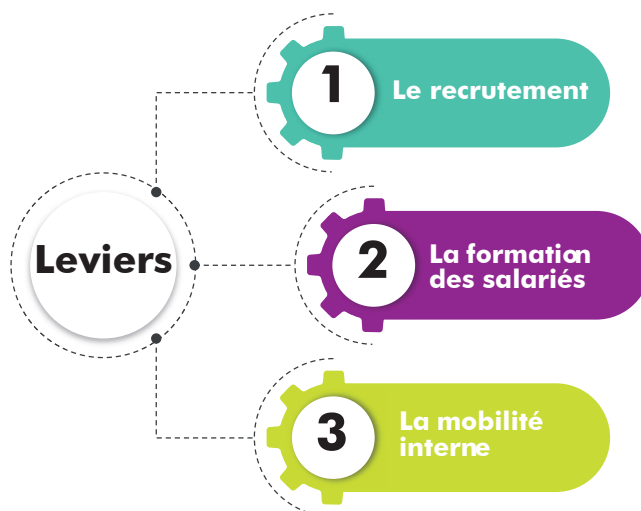 Leviers
1
Le recrutement
2
La formation
des salariés
3
La mobilité
interne